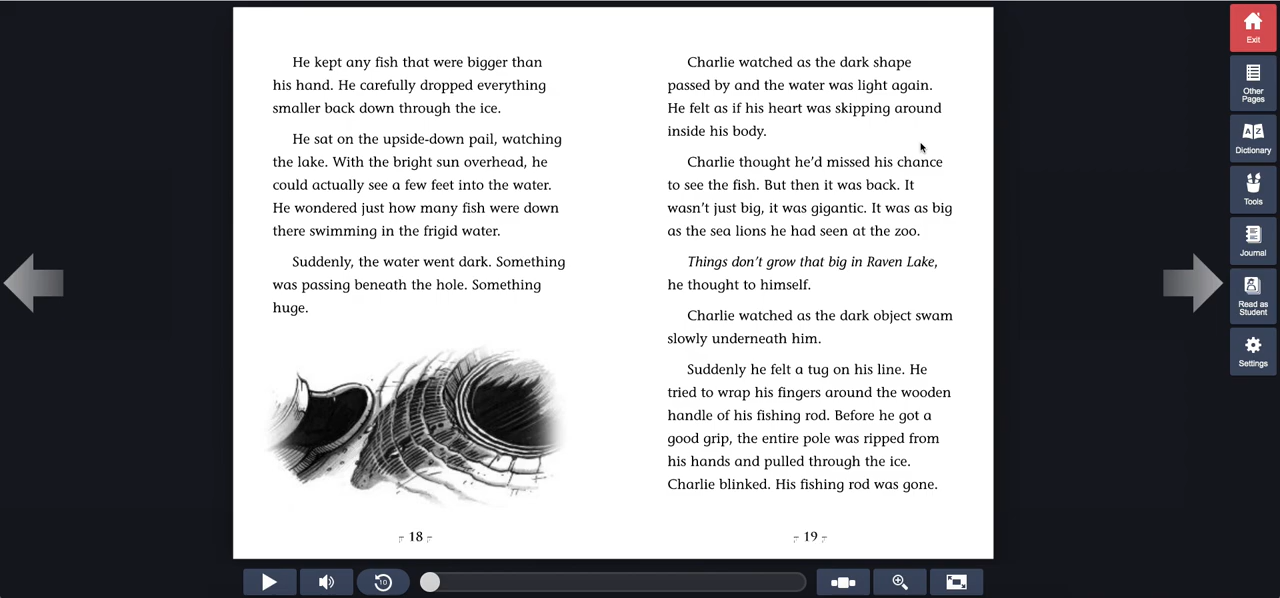 He kept any fish that were bigger than
his hand. He carefully dropped everything
smaller back down through the ice.
He sat on the upside-down pail, watching
the lake. With the bright sun overhead, he
could actually see a few feet into the water.
He wondered just how many fish were down
there swimming in the frigid water.
Suddenly, the water went dark. Something
was passing beneath the hole. Something
huge.
18
Charlie watched as the dark shape
passed by and the water was light again.
He felt as if his heart was skipping around
inside his body.
Charlie thought he’d missed his chance
to see the fish. But then it was back. It
wasn’t just big, it was gigantic. It was as big
as the sea lions he had seen at the zoo.
Things don’t grow that big in Raven Lake,
he thought to himself.
Charlie watched as the dark object swam
slowly underneath him.
Suddenly he felt a tug on his line. He
tried to wrap his fingers around the wooden
handle of his fishing rod. Before he got a
good grip, the entire pole was ripped from
his hands and pulled through the ice.
Charlie blinked. His fishing rod was gone.
19
Exit
Other
Pages
A Z
Dictionary
Tools
Journal
Read as
Student
Settings
10